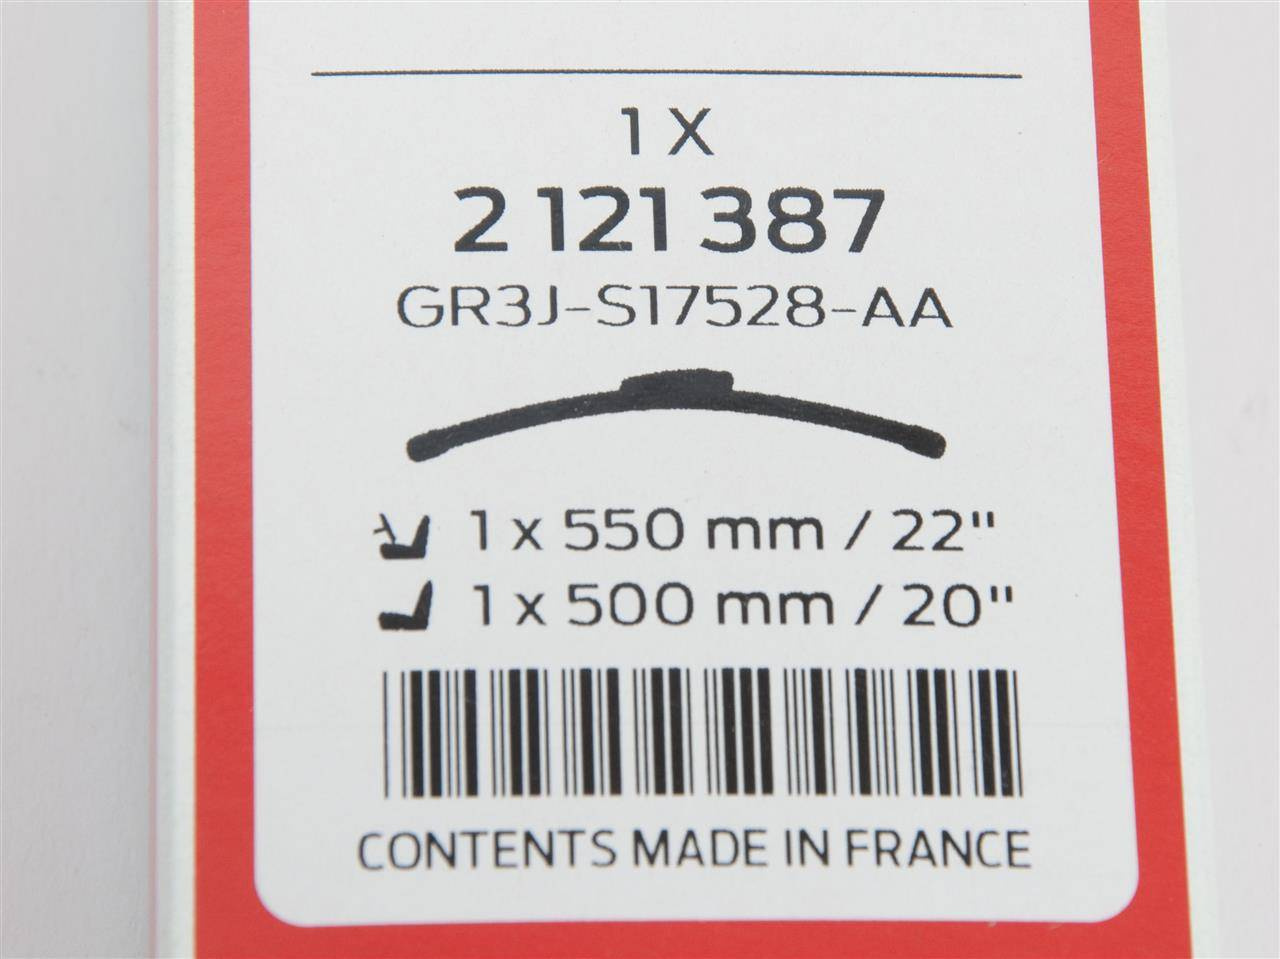 1 X
2 121 387
GR3J-S17528-AA
1 x 550 mm / 22"
1 x 500 mm / 20"
CONTENTS MADE IN FRANCE